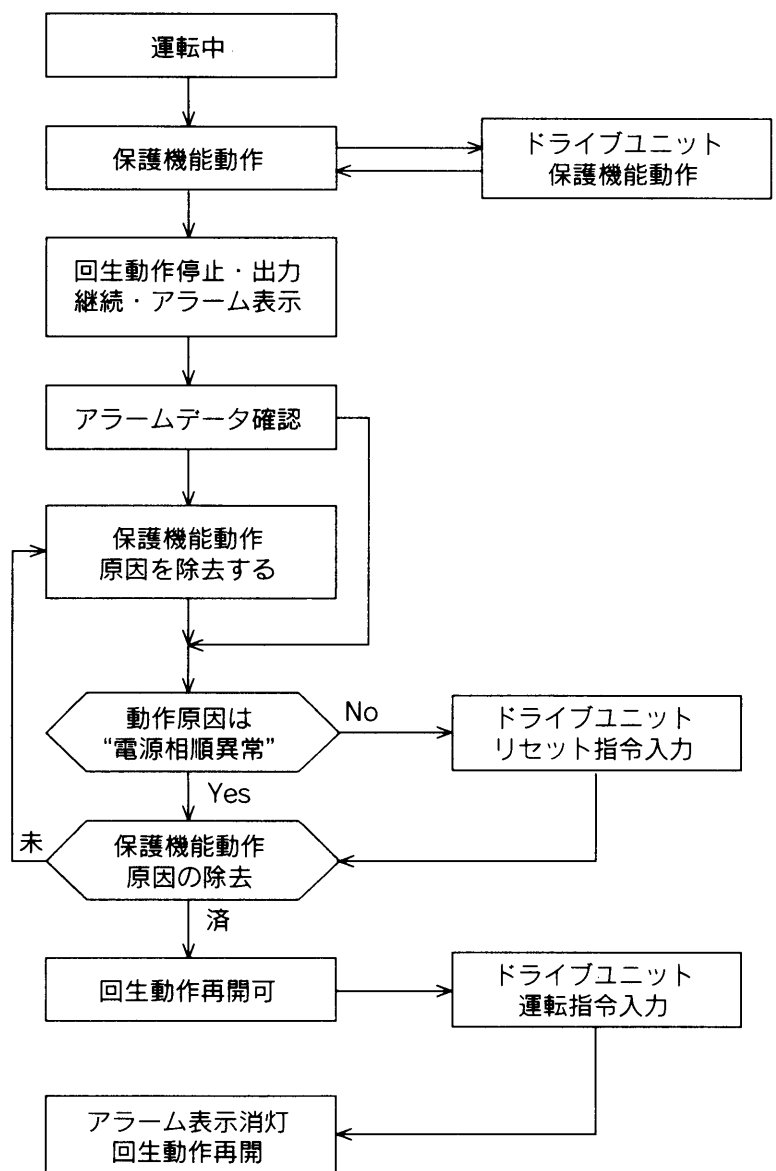 運転中
保護機能動作
ドライブユニット
保護機能動作
回生動作停止・出力
継続・アラーム表示
アラームデータ確認
保護機能動作
原因を除去する
動作原因は
“電源相順異常”
No
ドライブユニット
リセット指令入力
Yes
未
保護機能動作
原因の除去
済
回生動作再開可
ドライブユニット
運転指令入力
アラーム表示消灯
回生動作再開